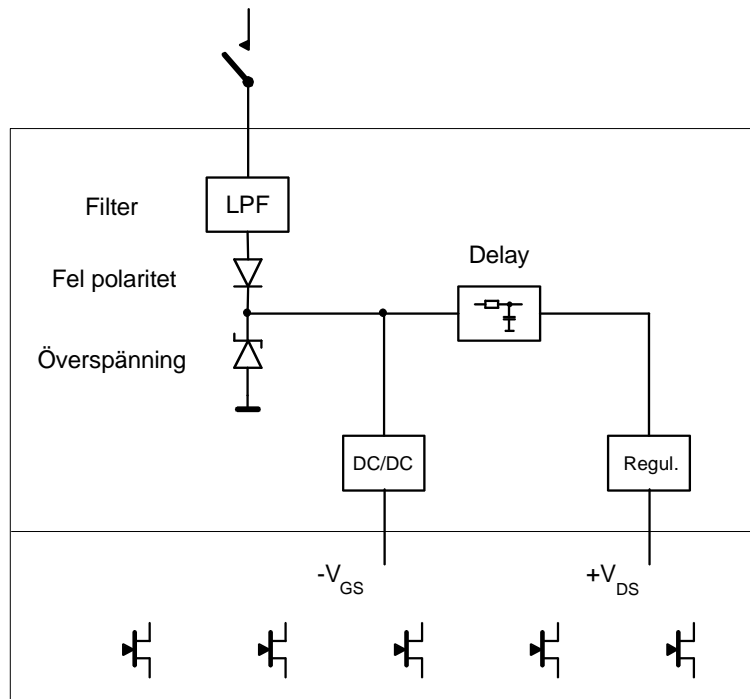 Filter
LPF
Fel polaritet
Delay
Överspänning
DC/DC
Regul.
-VGS
+VDS